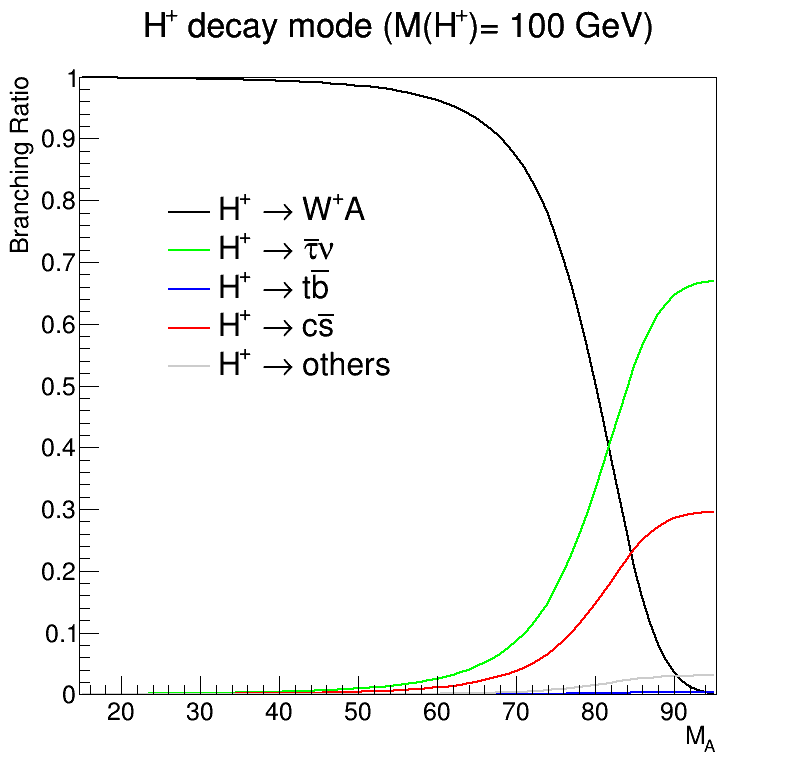 H⁺ decay mode (M(H⁺)= 100 GeV)
Branching Ratio
1
0.9
0.8
0.7
0.6
0.5
0.4
0.3
0.2
0.1
0
H⁺ → W⁺A
H⁺ → τ̅ν
H⁺ → tb̅
H⁺ → cs̅
H⁺ → others
20 30 40 50 60 70 80 90
M_A